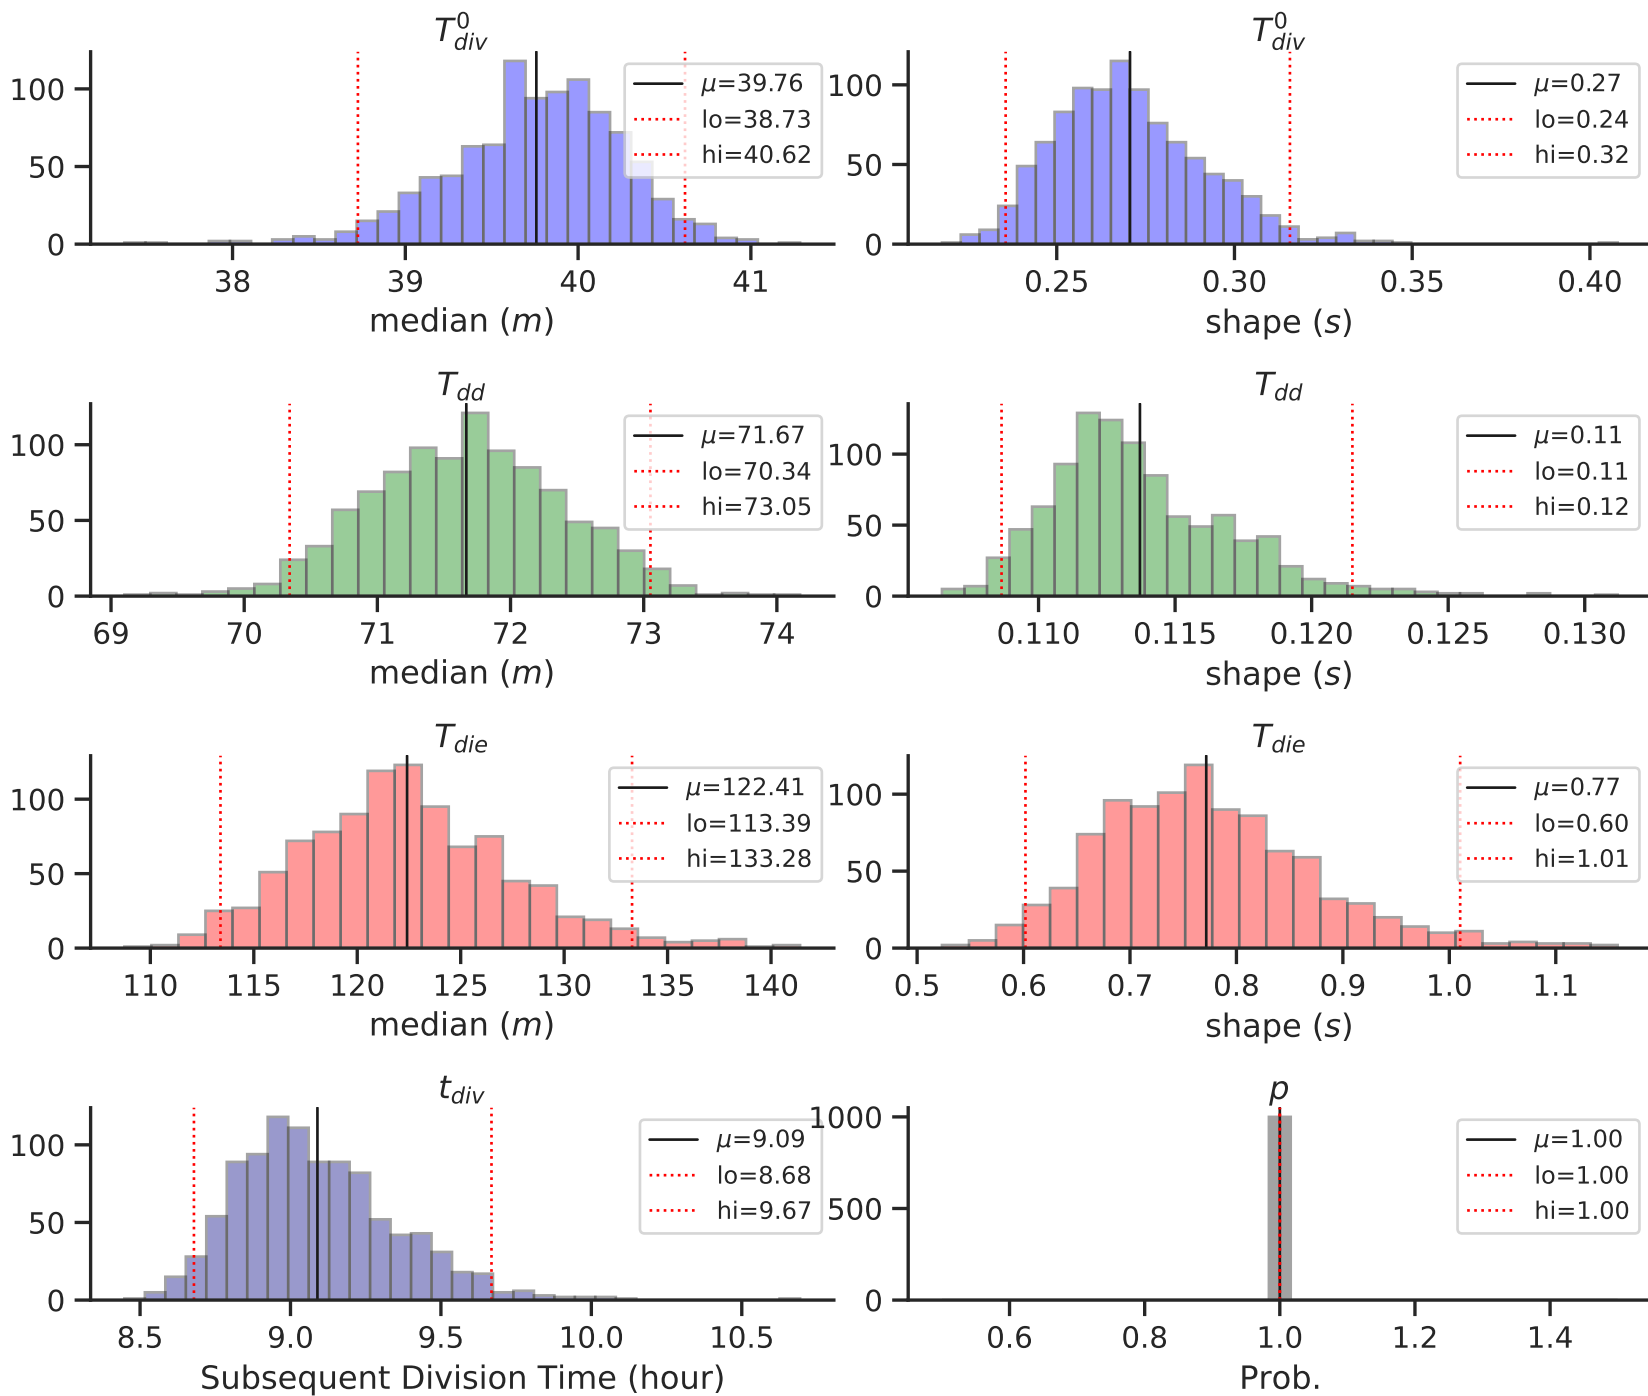 T⁰div
T⁰div
100
50
0
μ=39.76
lo=38.73
hi=40.62
38 39 40 41
median (m)
100
50
0
μ=0.27
lo=0.24
hi=0.32
0.25 0.30 0.35 0.40
shape (s)
Tdd
Tdd
100
50
0
μ=71.67
lo=70.34
hi=73.05
69 70 71 72 73 74
median (m)
100
50
0
μ=0.11
lo=0.11
hi=0.12
0.110 0.115 0.120 0.125 0.130
shape (s)
Tdie
Tdie
100
50
0
μ=122.41
lo=113.39
hi=133.28
110 115 120 125 130 135 140
median (m)
100
50
0
μ=0.77
lo=0.60
hi=1.01
0.5 0.6 0.7 0.8 0.9 1.0 1.1
shape (s)
tdiv
p
100
50
0
μ=9.09
lo=8.68
hi=9.67
8.5 9.0 9.5 10.0 10.5
Subsequent Division Time (hour)
1000
500
0
μ=1.00
lo=1.00
hi=1.00
0.6 0.8 1.0 1.2 1.4
Prob.